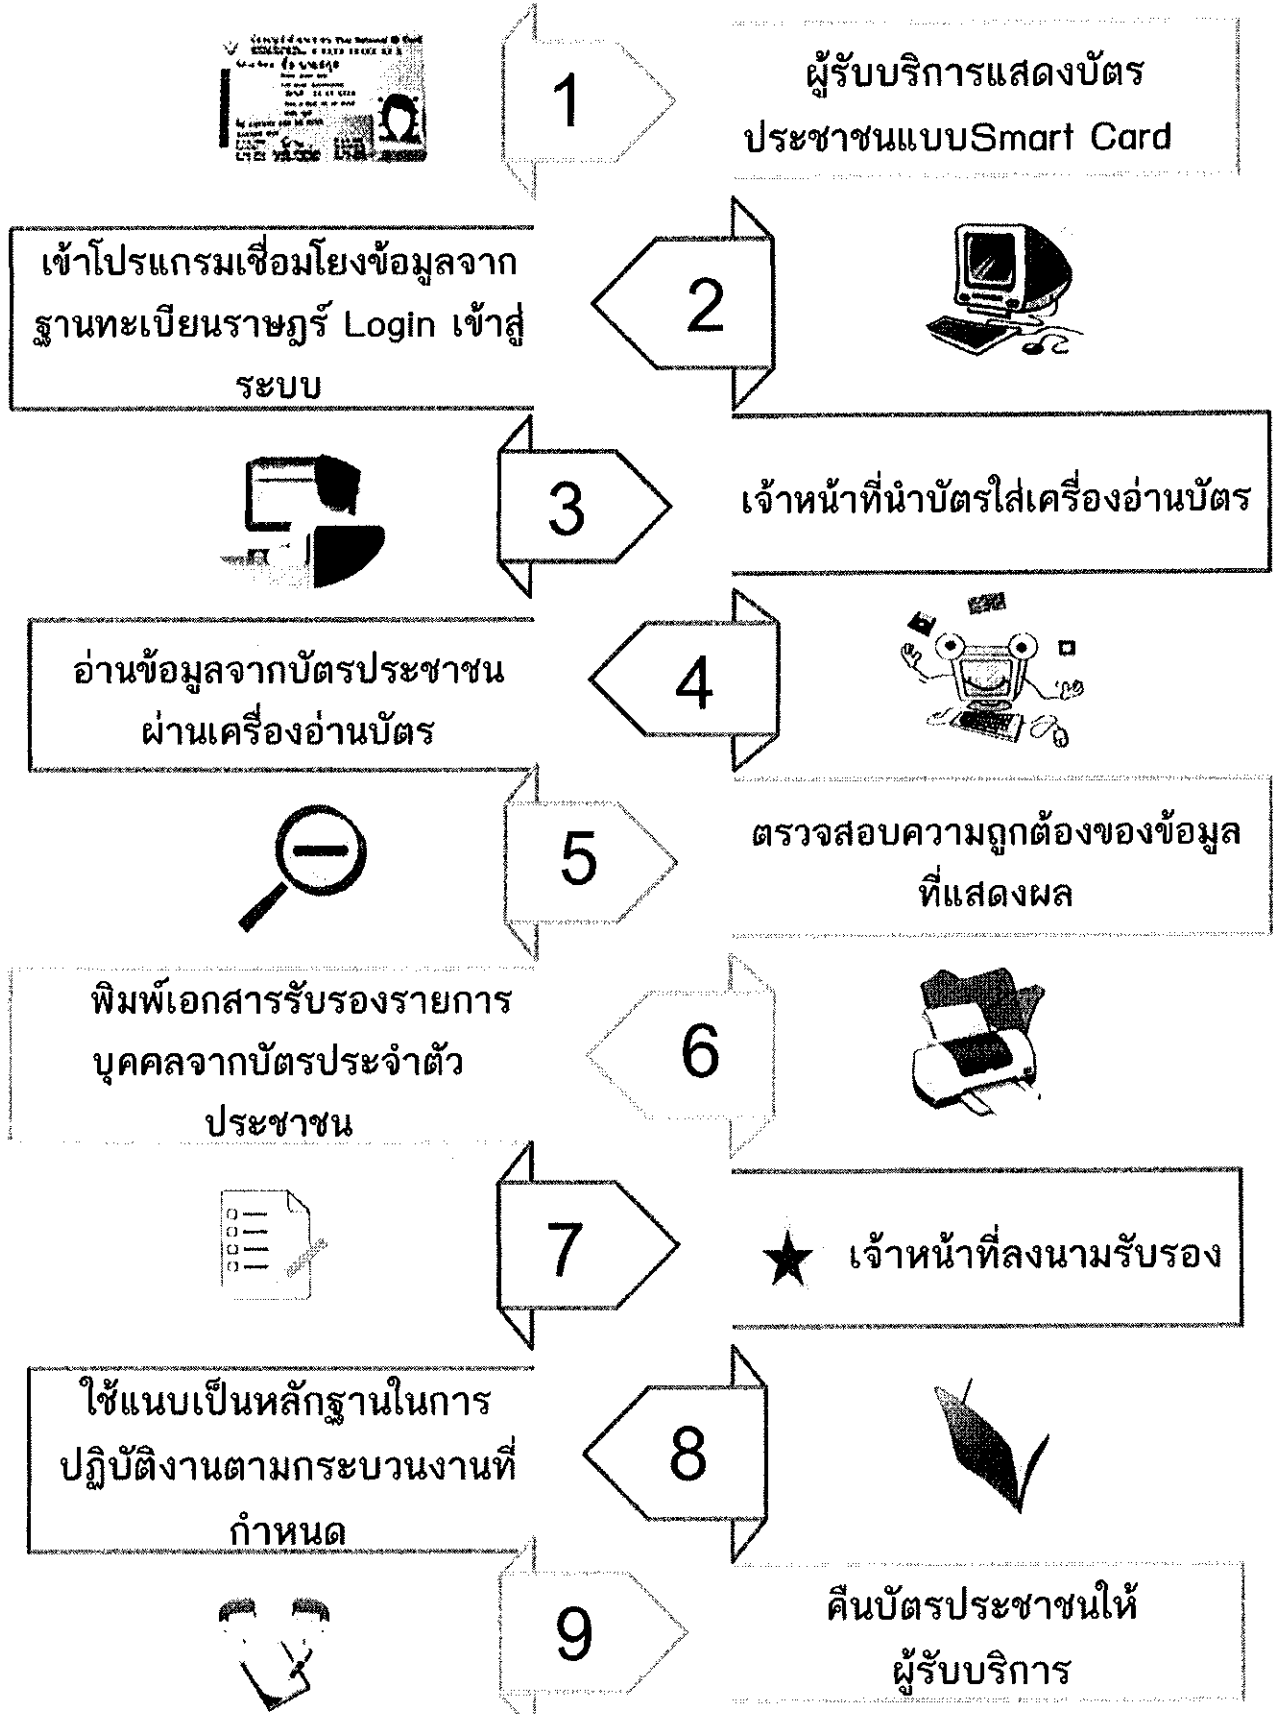 1
ผู้รับบริการแสดงบัตร
ประชาชนแบบSmart Card
เข้าโปรแกรมเชื่อมโยงข้อมูลจาก
ฐานทะเบียนราษฎร์ Login เข้าสู่
ระบบ
2
3
เจ้าหน้าที่นำบัตรใส่เครื่องอ่านบัตร
อ่านข้อมูลจากบัตรประชาชน
ผ่านเครื่องอ่านบัตร
4
5
ตรวจสอบความถูกต้องของข้อมูล
ที่แสดงผล
พิมพ์เอกสารรับรองรายการ
บุคคลจากบัตรประจำตัว
ประชาชน
6
7
เจ้าหน้าที่ลงนามรับรอง
ใช้แนบเป็นหลักฐานในการ
ปฏิบัติงานตามกระบวนงานที่
กำหนด
8
9
คืนบัตรประชาชนให้
ผู้รับบริการ